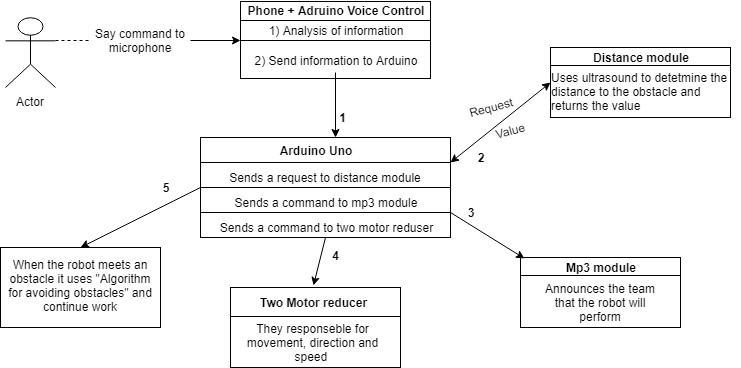 Phone + Adruino Voice Control
1) Analysis of information
2) Send information to Arduino
Say command to
microphone
Actor
1
Distance module
Uses ultrasound to detetmine the
distance to the obstacle and
returns the value
Request
Value
2
Arduino Uno
Sends a request to distance module
Sends a command to mp3 module
Sends a command to two motor reduser
5
3
4
When the robot meets an
obstacle it uses "Algorithm
for avoiding obstacles" and
continue work
Two Motor reducer
They responseble for
movement, direction and
speed
Mp3 module
Announces the team
that the robot will
perform